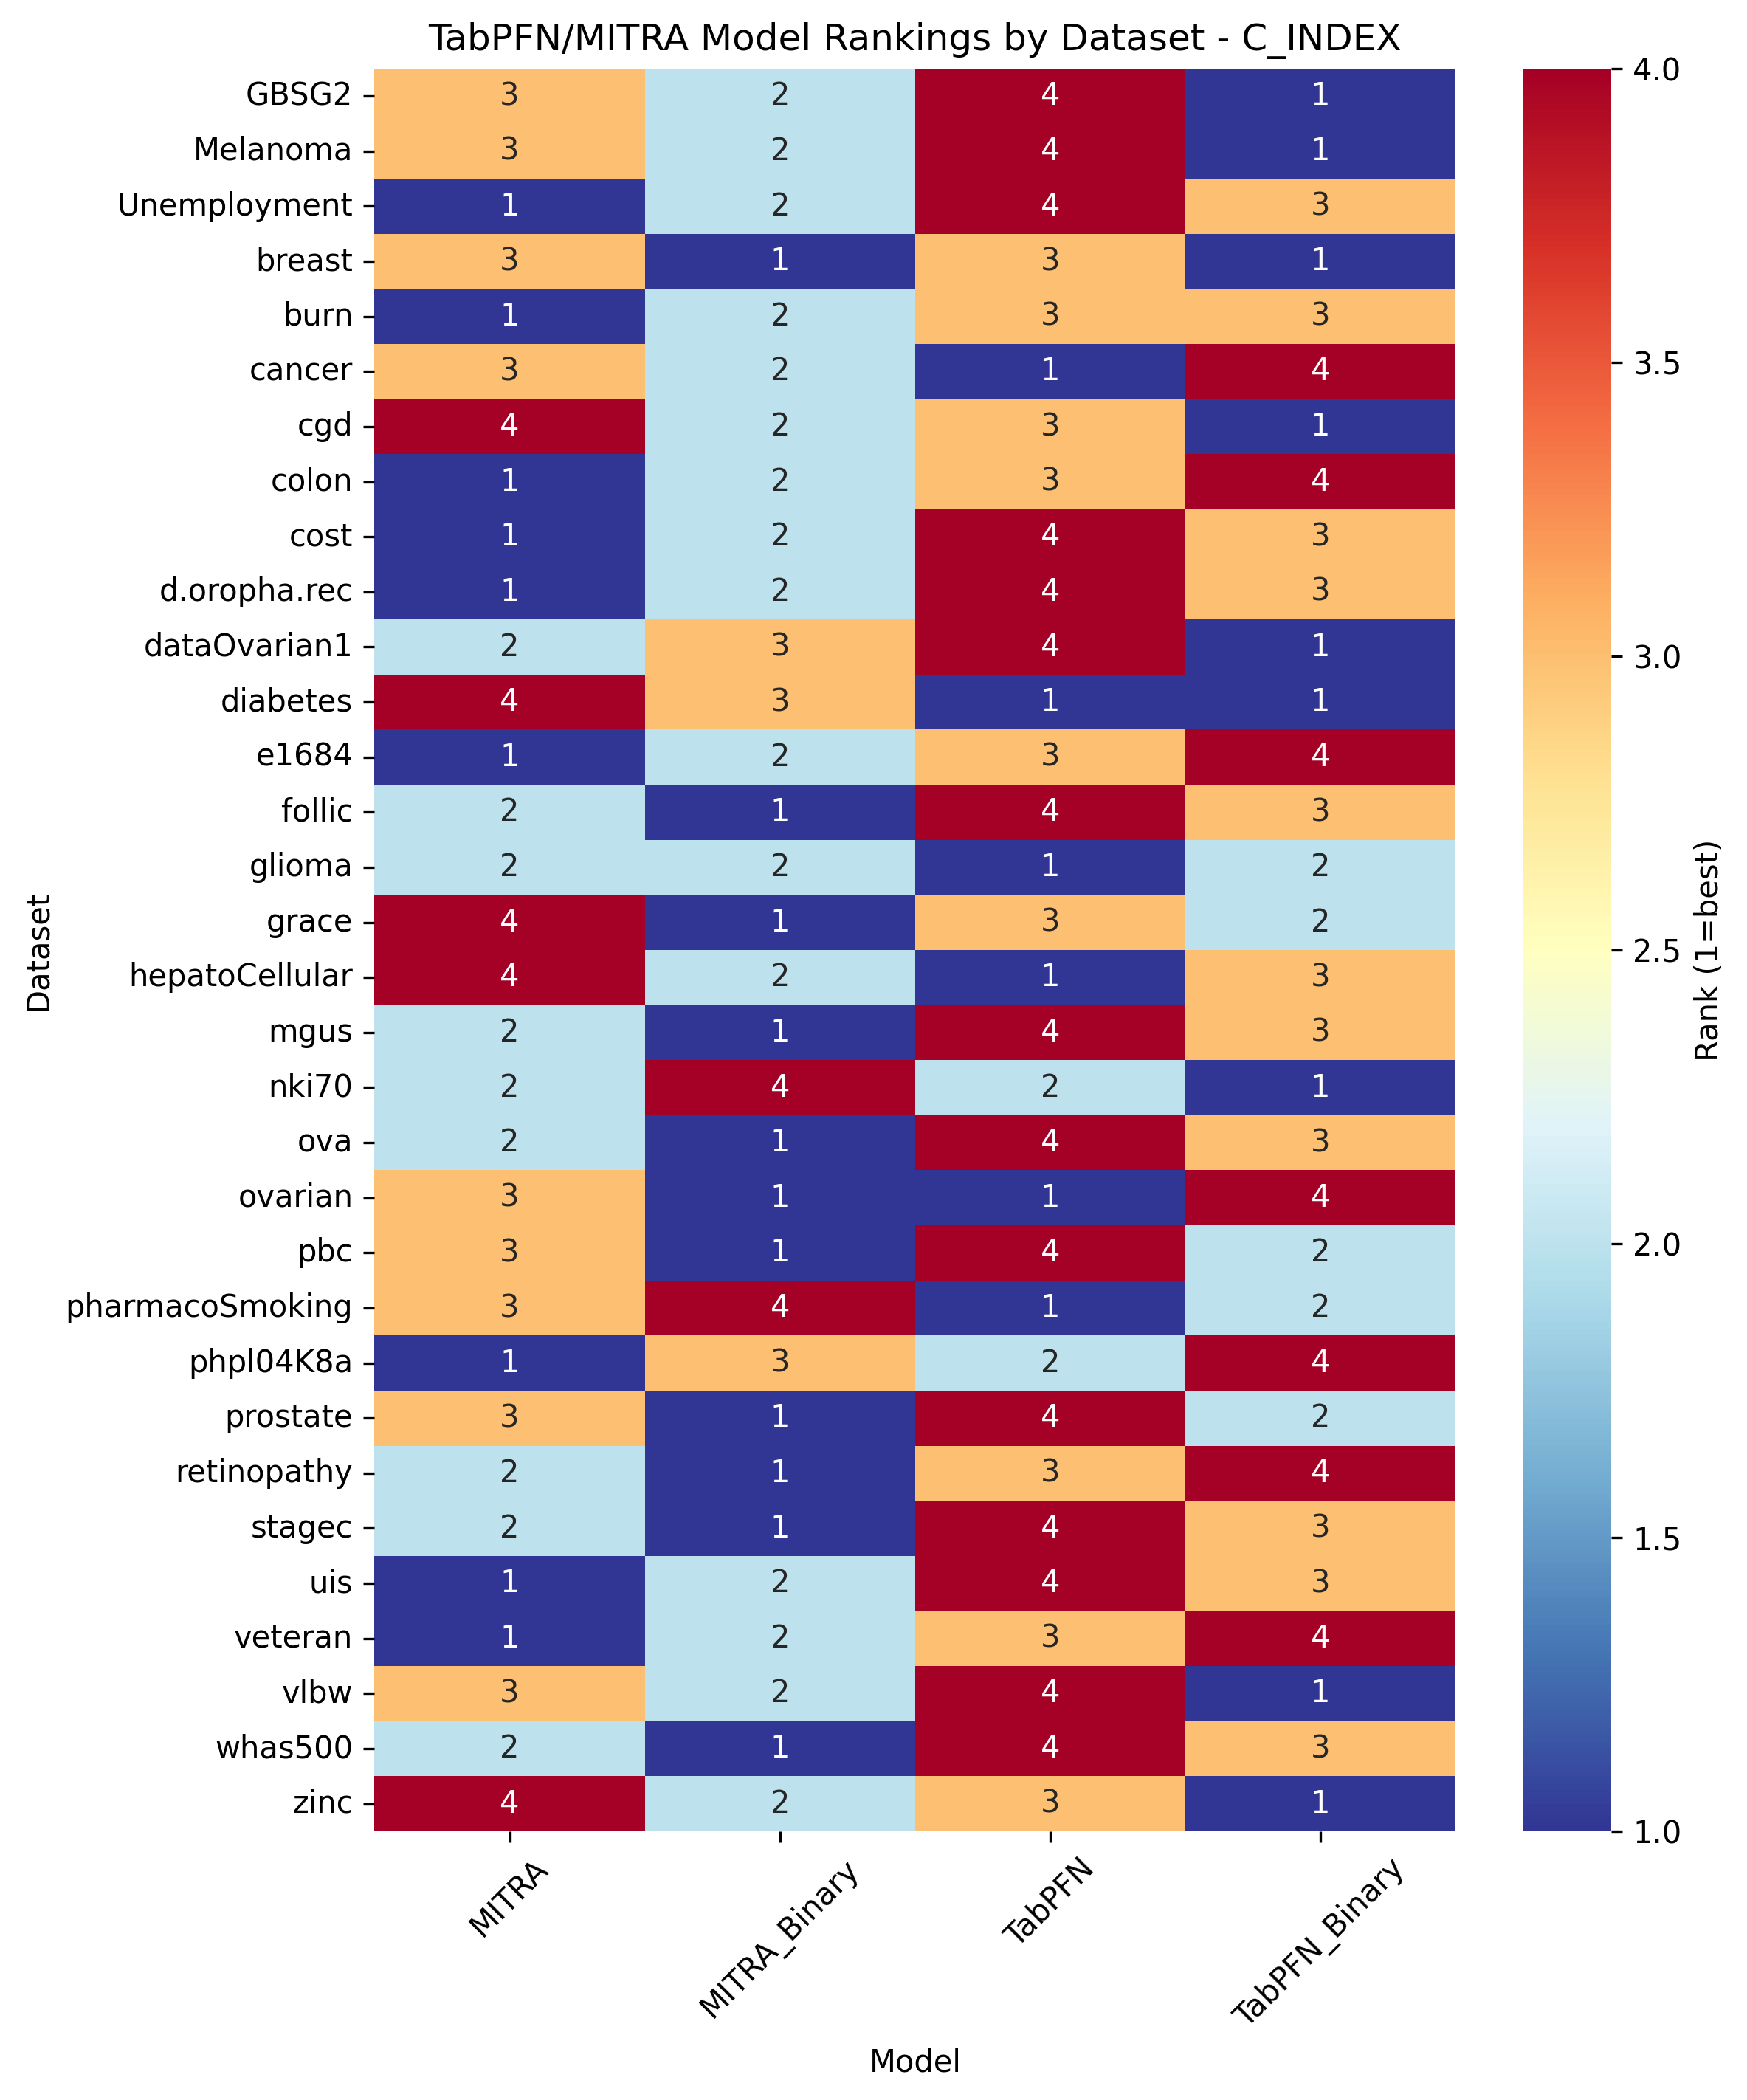 TabPFN/MITRA Model Rankings by Dataset - C_INDEX
GBSG2 3 2 4 1
Melanoma 3 2 4 1
Unemployment 1 2 4 3
breast 3 1 3 1
burn 1 2 3 3
cancer 3 2 1 4
cgd 4 2 3 1
colon 1 2 3 4
cost 1 2 4 3
d.oropha.rec 1 2 4 3
dataOvarian1 2 3 4 1
diabetes 4 3 1 1
e1684 1 2 3 4
follic 2 1 4 3
glioma 2 2 1 2
grace 4 1 3 2
hepatoCellular 4 2 1 3
mgus 2 1 4 3
nki70 2 4 2 1
ova 2 1 4 3
ovarian 3 1 1 4
pbc 3 1 4 2
pharmacoSmoking 3 4 1 2
phpl04K8a 1 3 2 4
prostate 3 1 4 2
retinopathy 2 1 3 4
stagec 2 1 4 3
uis 1 2 4 3
veteran 1 2 3 4
vlbw 3 2 4 1
whas500 2 1 4 3
zinc 4 2 3 1
MITRA MITRA_Binary TabPFN TabPFN_Binary
Model
Dataset
4.0
3.5
3.0
2.5
2.0
1.5
1.0
Rank (1=best)